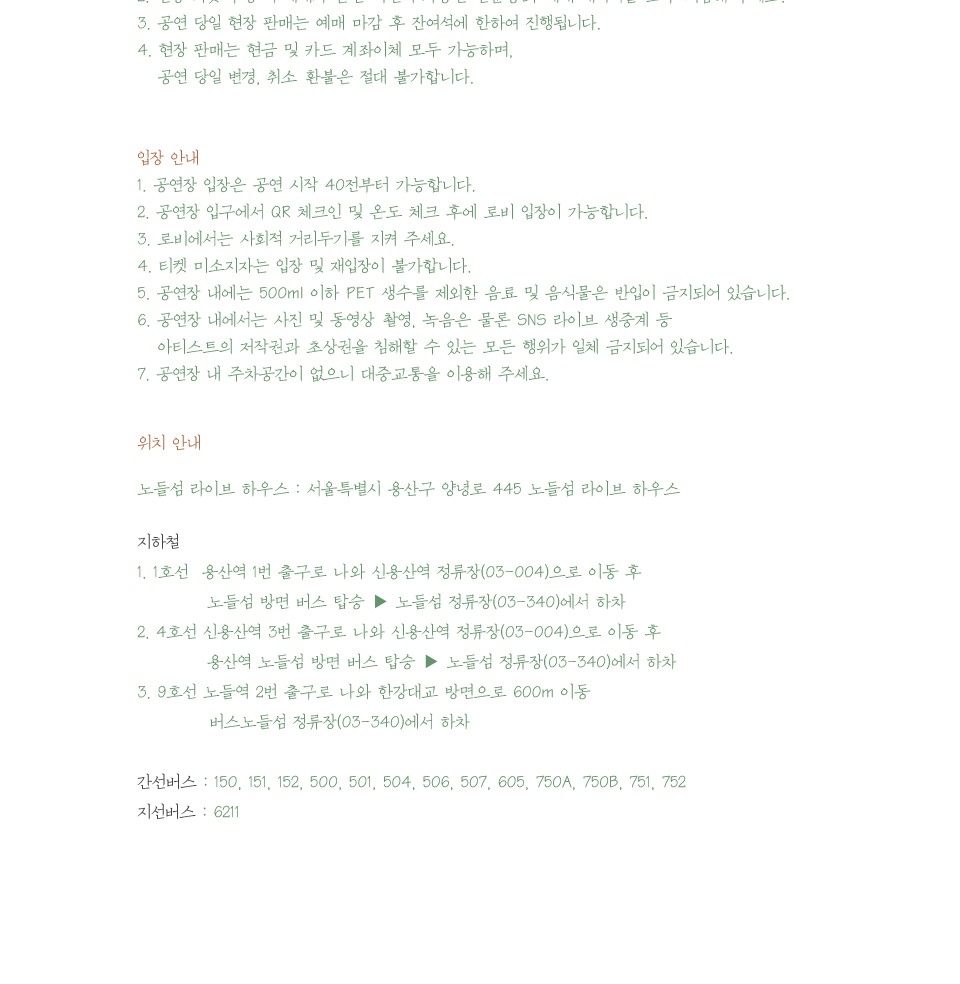 3. 공연 당일 현장 판매는 예매 마감 후 잔여석에 한하여 진행됩니다.
4. 현장 판매는 현금 및 카드 계좌이체 모두 가능하며,
공연 당일 변경, 취소 환불은 절대 불가합니다.
입장 안내
1. 공연장 입장은 공연 시작 40전부터 가능합니다.
2. 공연장 입구에서 QR 체크인 및 온도 체크 후에 로비 입장이 가능합니다.
3. 로비에서는 사회적 거리두기를 지켜 주세요.
4. 티켓 미소지자는 입장 및 재입장이 불가합니다.
5. 공연장 내에는 500ml 이하 PET 생수를 제외한 음료 및 음식물은 반입이 금지되어 있습니다.
6. 공연장 내에서는 사진 및 동영상 촬영, 녹음은 물론 SNS 라이브 생중계 등
아티스트의 저작권과 초상권을 침해할 수 있는 모든 행위가 일체 금지되어 있습니다.
7. 공연장 내 주차공간이 없으니 대중교통을 이용해 주세요.
위치 안내
노들섬 라이브 하우스 : 서울특별시 용산구 양녕로 445 노들섬 라이브 하우스
지하철
1. 1호선 용산역 1번 출구로 나와 신용산역 정류장(03-004)으로 이동 후
노들섬 방면 버스 탑승 ▶ 노들섬 정류장(03-340)에서 하차
2. 4호선 신용산역 3번 출구로 나와 신용산역 정류장(03-004)으로 이동 후
용산역 노들섬 방면 버스 탑승 ▶ 노들섬 정류장(03-340)에서 하차
3. 9호선 노들역 2번 출구로 나와 한강대교 방면으로 600m 이동
버스노들섬 정류장(03-340)에서 하차
간선버스 : 150, 151, 152, 500, 501, 504, 506, 507, 605, 750A, 750B, 751, 752
지선버스 : 6211